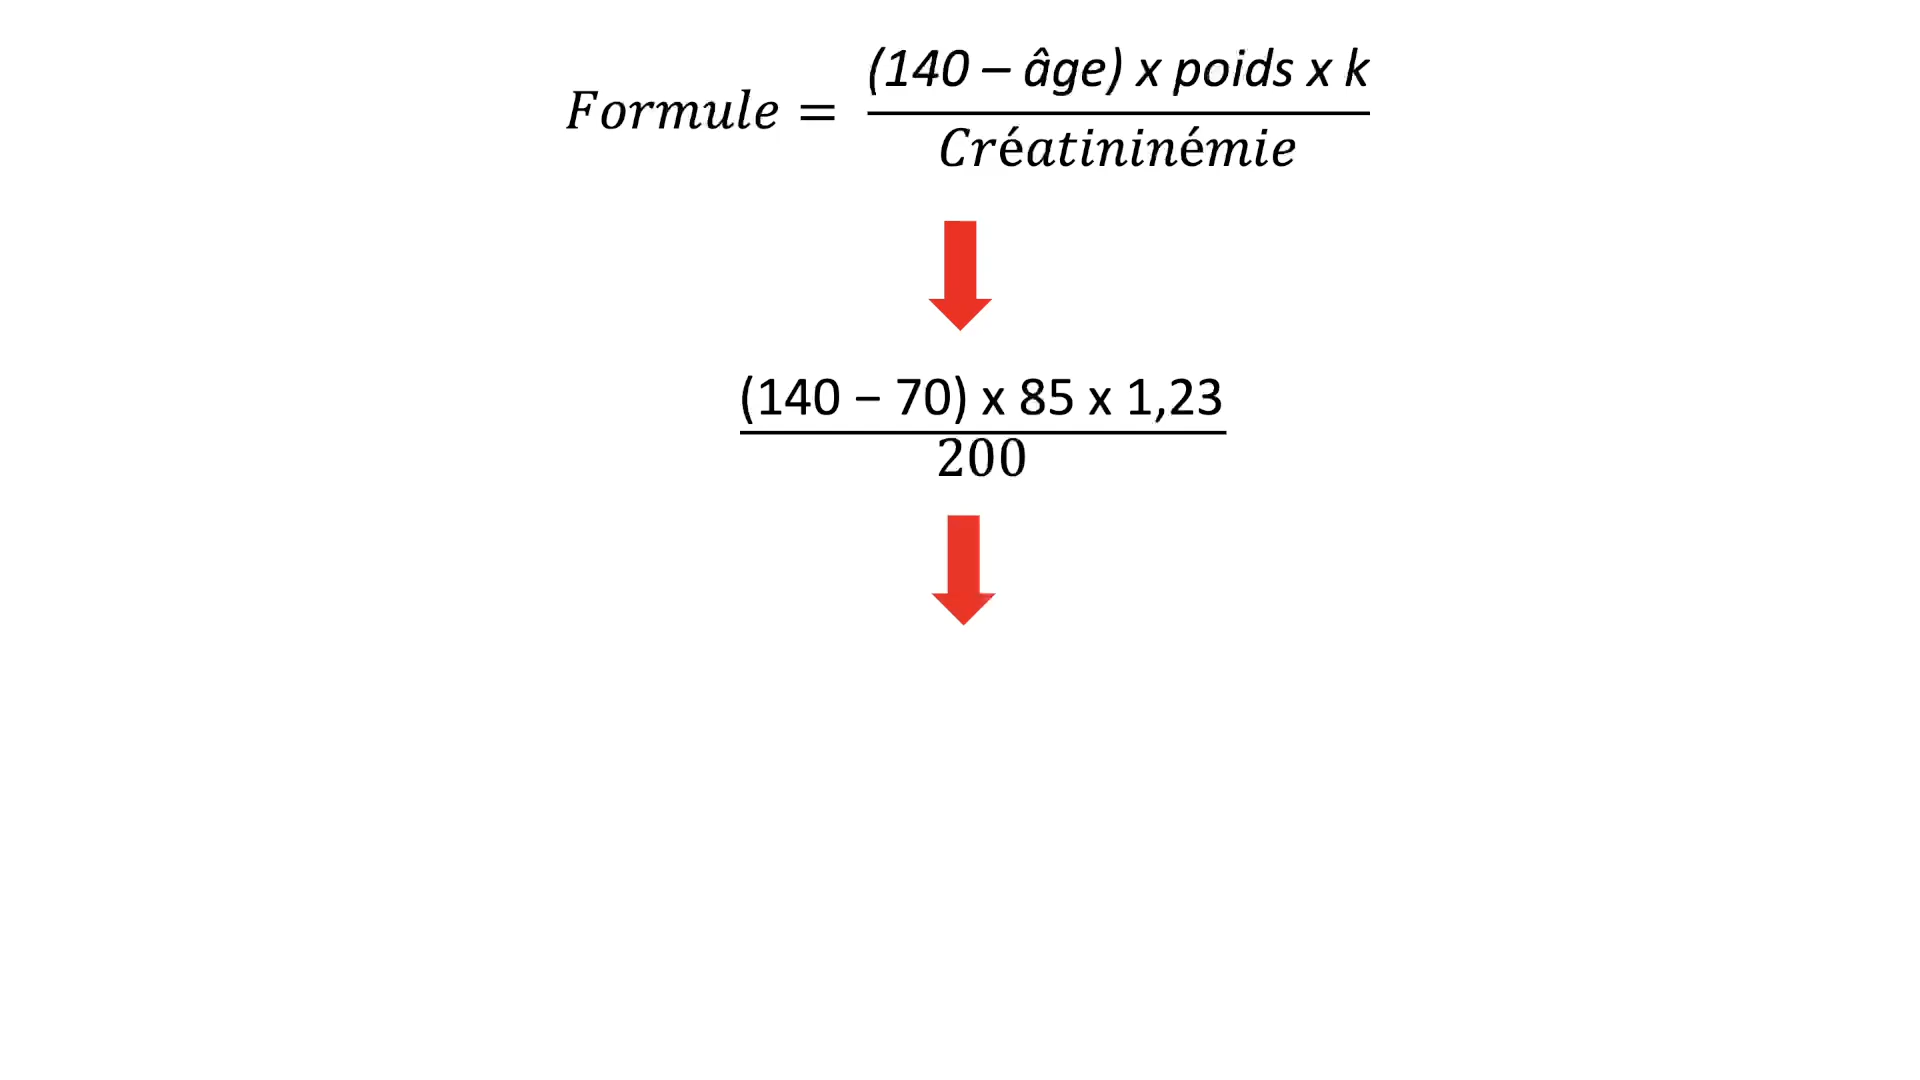 (140 – âge) x poids x k
Formule =
Créatininémie
(140 – 70) x 85 x 1,23
200